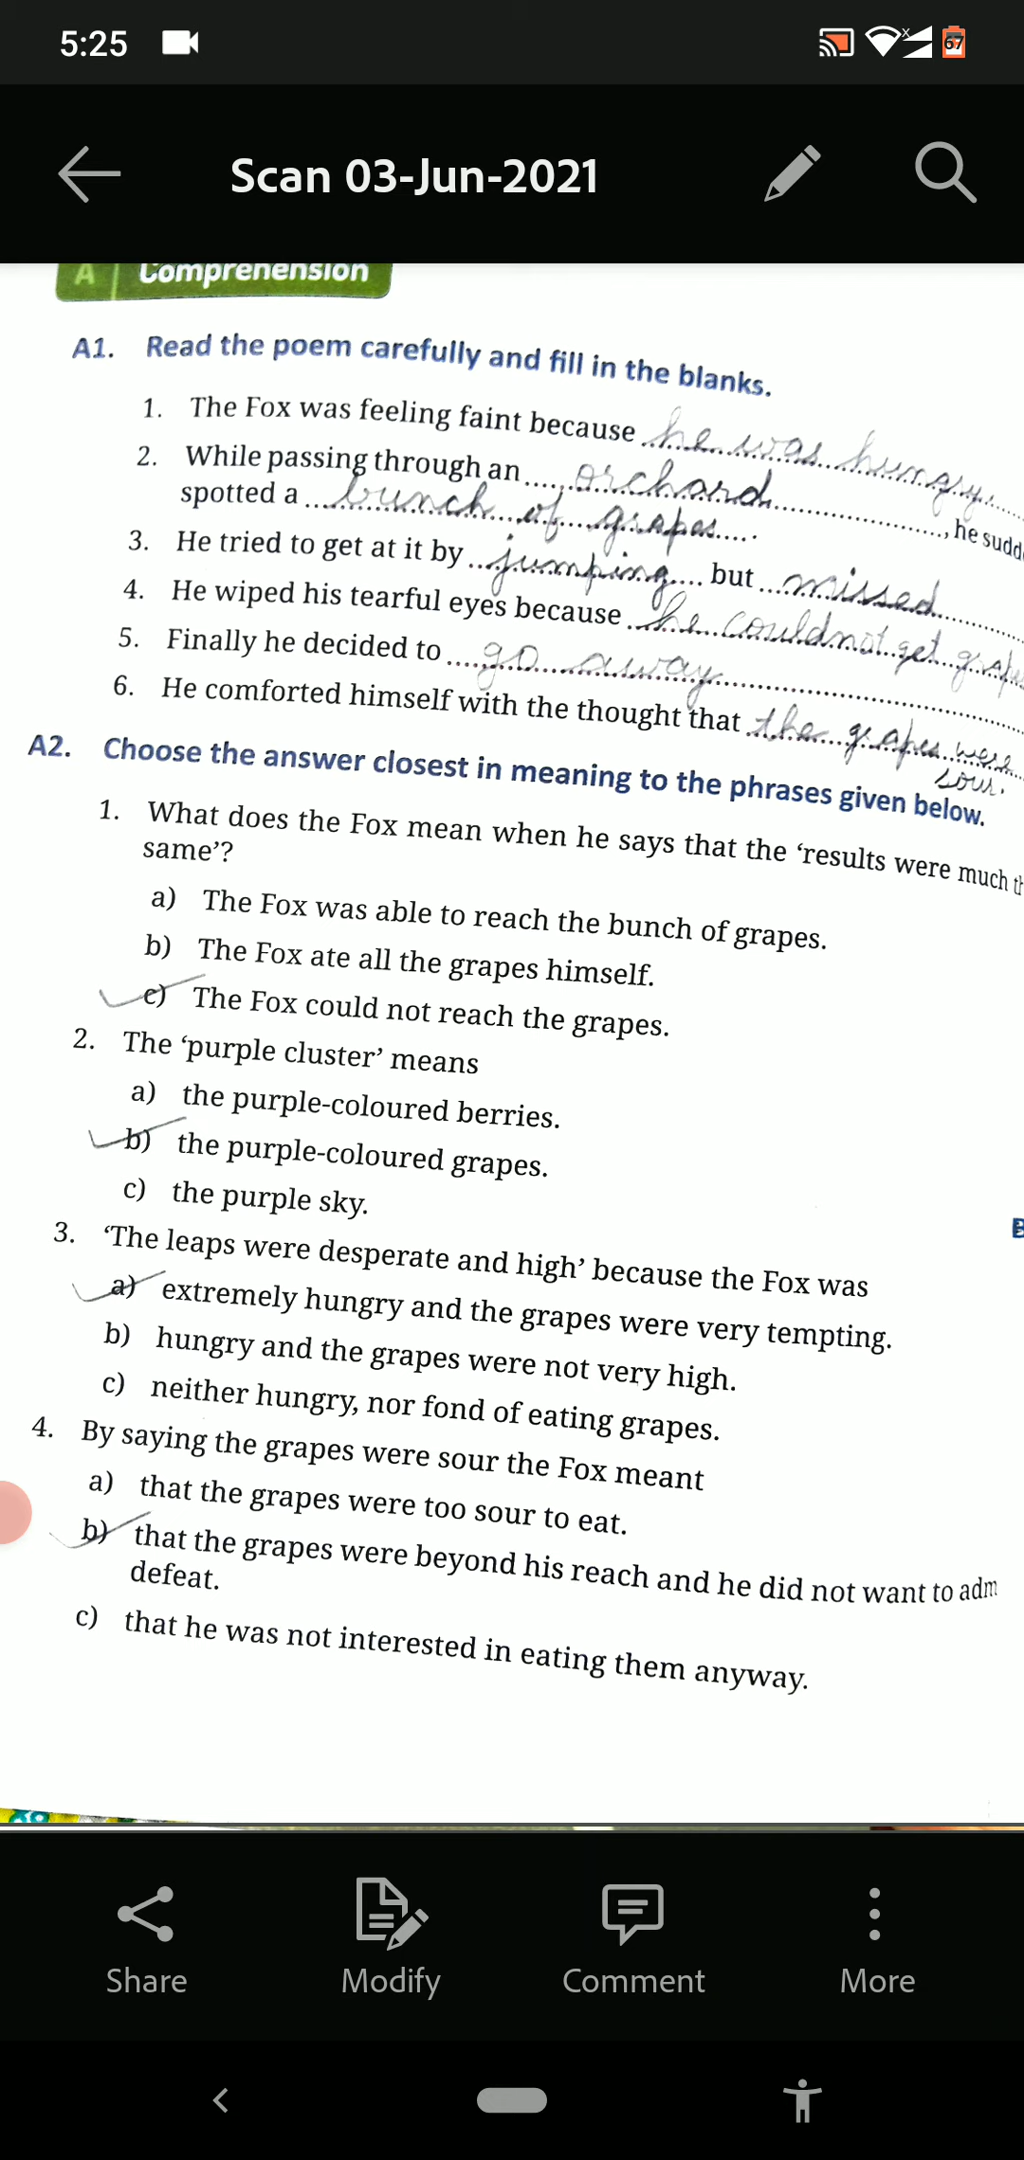 5:25
67
Scan 03-Jun-2021
A Comprehension
A1. Read the poem carefully and fill in the blanks.
1. The Fox was feeling faint because he was hungry.
2. While passing through an orchard, he sudd
spotted a bunch of grapes.
3. He tried to get at it by jumping but missed
4. He wiped his tearful eyes because he couldnot get grape
5. Finally he decided to go away
6. He comforted himself with the thought that the grapes were
sour.
A2. Choose the answer closest in meaning to the phrases given below.
1. What does the Fox mean when he says that the ‘results were much th
same’?
a) The Fox was able to reach the bunch of grapes.
b) The Fox ate all the grapes himself.
c) The Fox could not reach the grapes.
2. The ‘purple cluster’ means
a) the purple-coloured berries.
b) the purple-coloured grapes.
c) the purple sky.
B
3. ‘The leaps were desperate and high’ because the Fox was
a) extremely hungry and the grapes were very tempting.
b) hungry and the grapes were not very high.
c) neither hungry, nor fond of eating grapes.
4. By saying the grapes were sour the Fox meant
a) that the grapes were too sour to eat.
b) that the grapes were beyond his reach and he did not want to adm
defeat.
c) that he was not interested in eating them anyway.
Share Modify Comment More